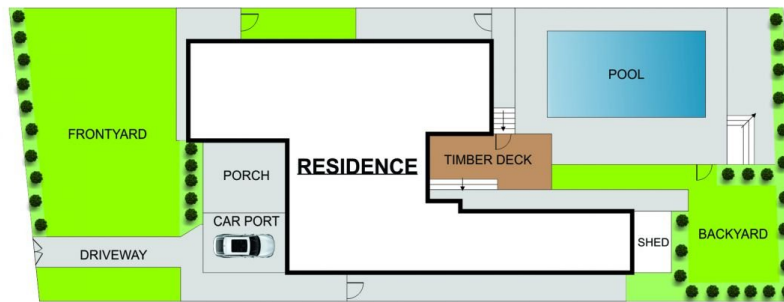 POOL
FRONTYARD
TIMBER DECK
RESIDENCE
PORCH
CAR PORT
BACKYARD
SHED
DRIVEWAY